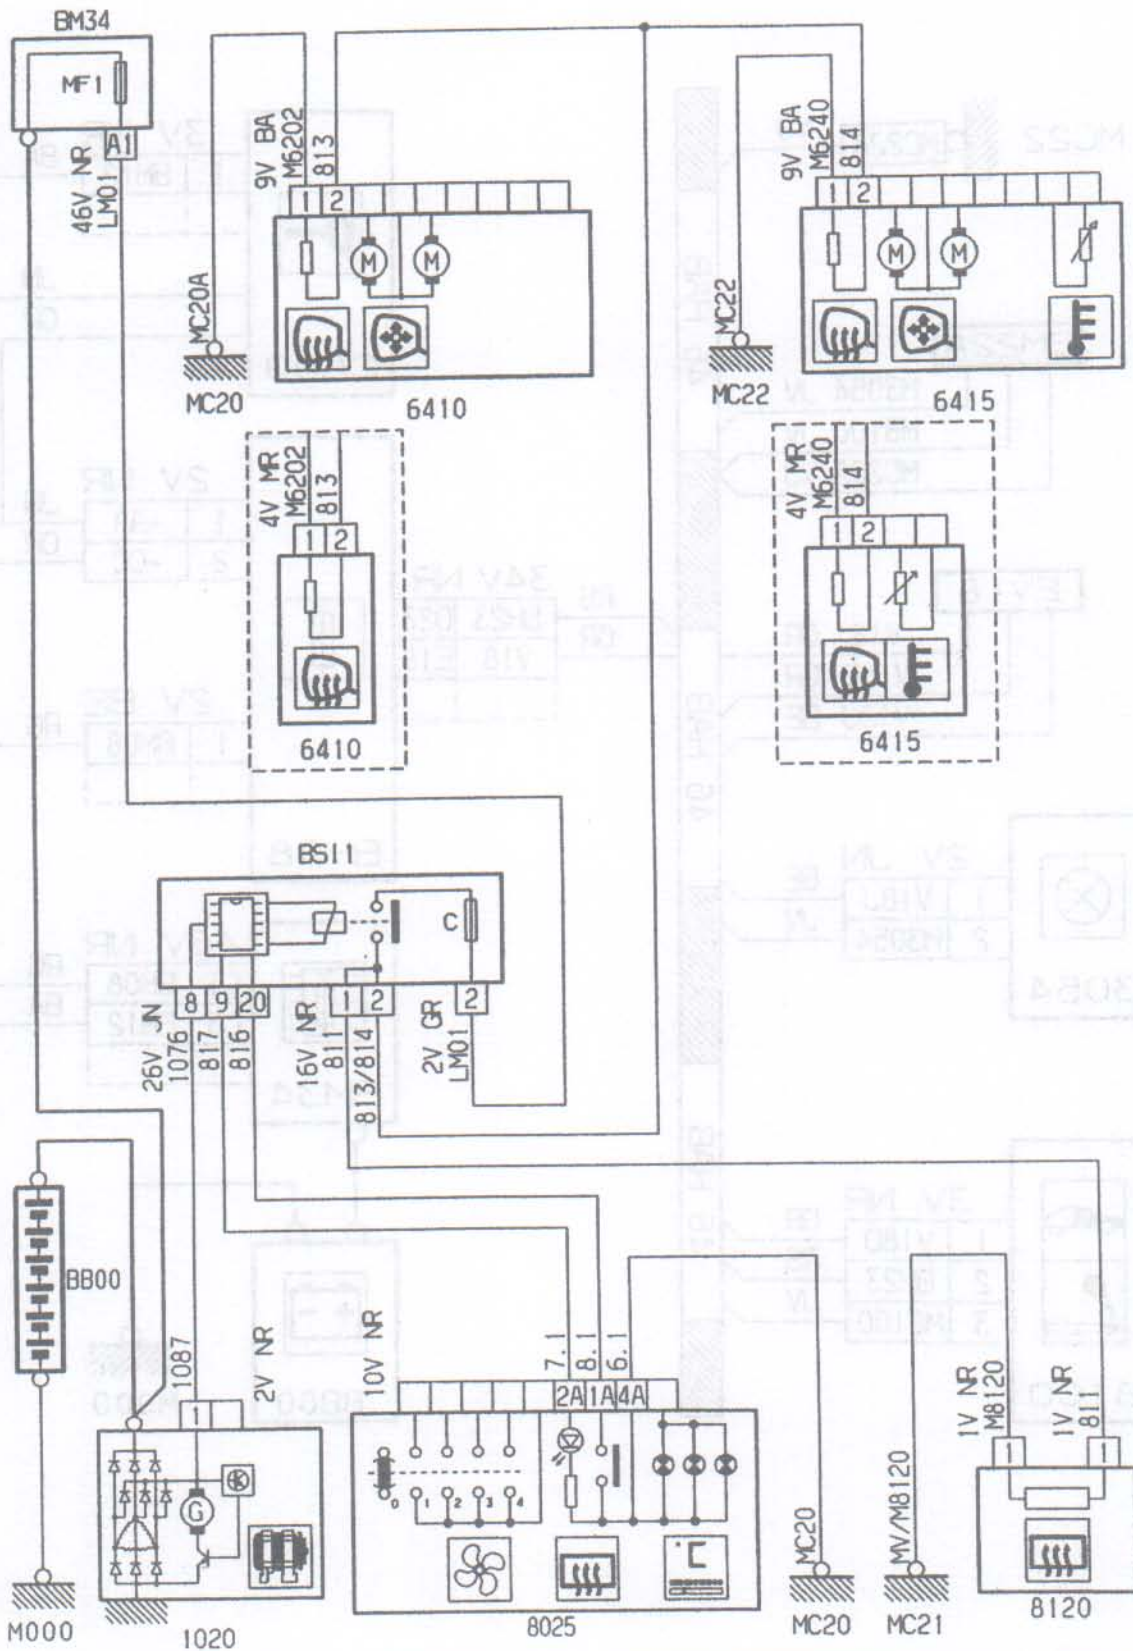 BM34
MF1
A1
46V NR
LM01
9V BA
M6202
813
1 2
M M
MC20A
MC20
6410
9V BA
M6240
814
1 2
M M
MC22
MC22
6415
4V MR
M6202
813
1 2
6410
4V MR
M6240
814
1 2
6415
BSI1
C
8 9 20
1 2
2
26V JN
1076
817
816
16V NR
811
813/814
2V GR
LM01
BB00
1087
2V NR
1
G
M000
1020
10V NR
7.1
8.1
6.1
2A 1A 4A
0 1 2 3 4
°C
8025
MC20
MC20
MV/M8120
MC21
1V NR
M8120
1V NR
811
1 1
8120